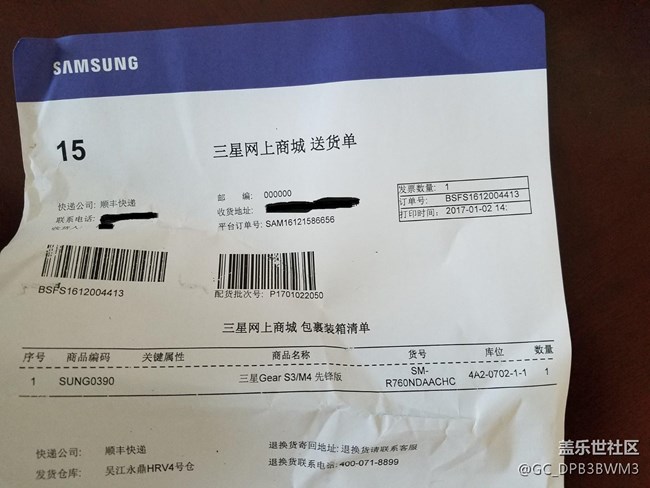 SAMSUNG
15
三星网上商城 送货单
快递公司: 顺丰快递
联系电话:
邮 编: 000000
收货地址:
平台订单号: SAM16121586656
发票数量: 1
订单号: BSFS1612004413
打印时间: 2017-01-02 14:
BSFS1612004413
配货批次号: P1701022050
三星网上商城 包裹装箱清单
序号 商品编码 关键属性 商品名称 货号 库位 数量
1 SUNG0390 三星Gear S3/M4 先锋版 SM-R760NDAACHC 4A2-0702-1-1 1
快递公司: 顺丰快递
发货仓库: 吴江永鼎HRV4号仓
退换货寄回地址: 退换货请联系客服
退换货联系电话: 400-071-8899
盖乐世社区
@GC_DPB3BWM3